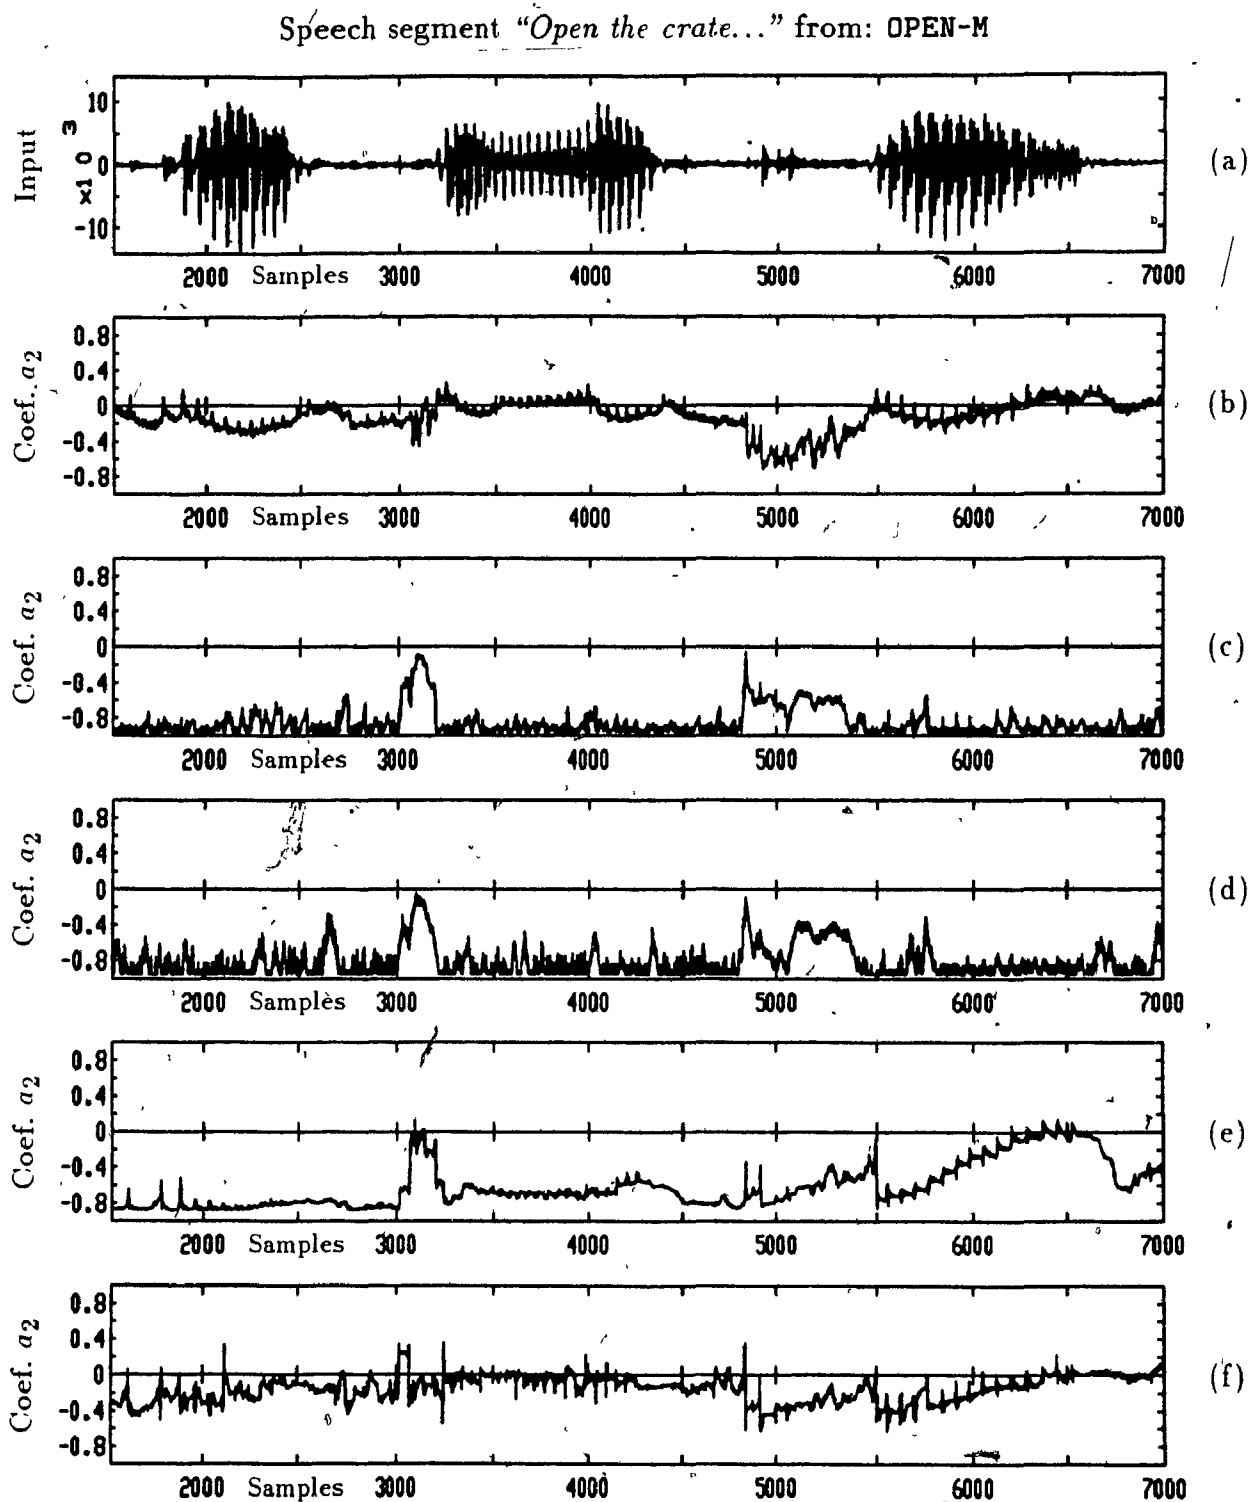 Speech segment “Open the crate...” from: OPEN-M
Input
x10 3
10
0
-10
(a)
2000 Samples 3000 4000 5000 6000 7000
Coef. a2
0.8
0.4
0
-0.4
-0.8
(b)
2000 Samples 3000 4000 5000 6000 7000
Coef. a2
0.8
0.4
0
-0.4
-0.8
(c)
2000 Samples 3000 4000 5000 6000 7000
Coef. a2
0.8
0.4
0
-0.4
-0.8
(d)
2000 Samples 3000 4000 5000 6000 7000
Coef. a2
0.8
0.4
0
-0.4
-0.8
(e)
2000 Samples 3000 4000 5000 6000 7000
Coef. a2
0.8
0.4
0
-0.4
-0.8
(f)
2000 Samples 3000 4000 5000 6000 7000